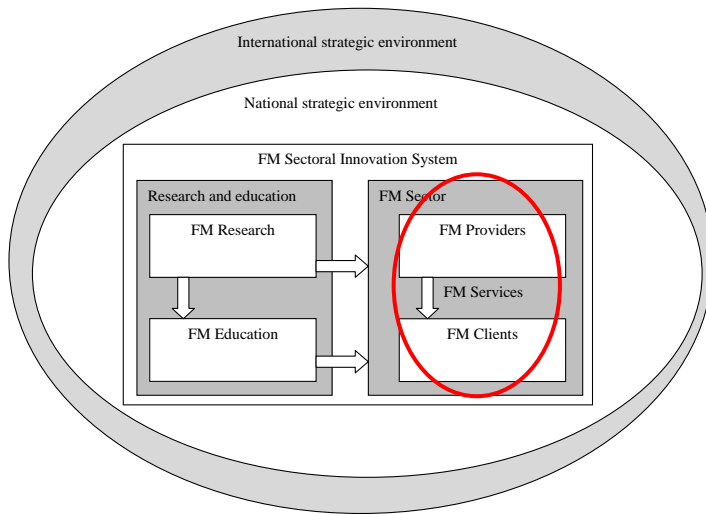 International strategic environment
National strategic environment
FM Sectoral Innovation System
Research and education
FM Research
FM Education
FM Sector
FM Providers
FM Services
FM Clients